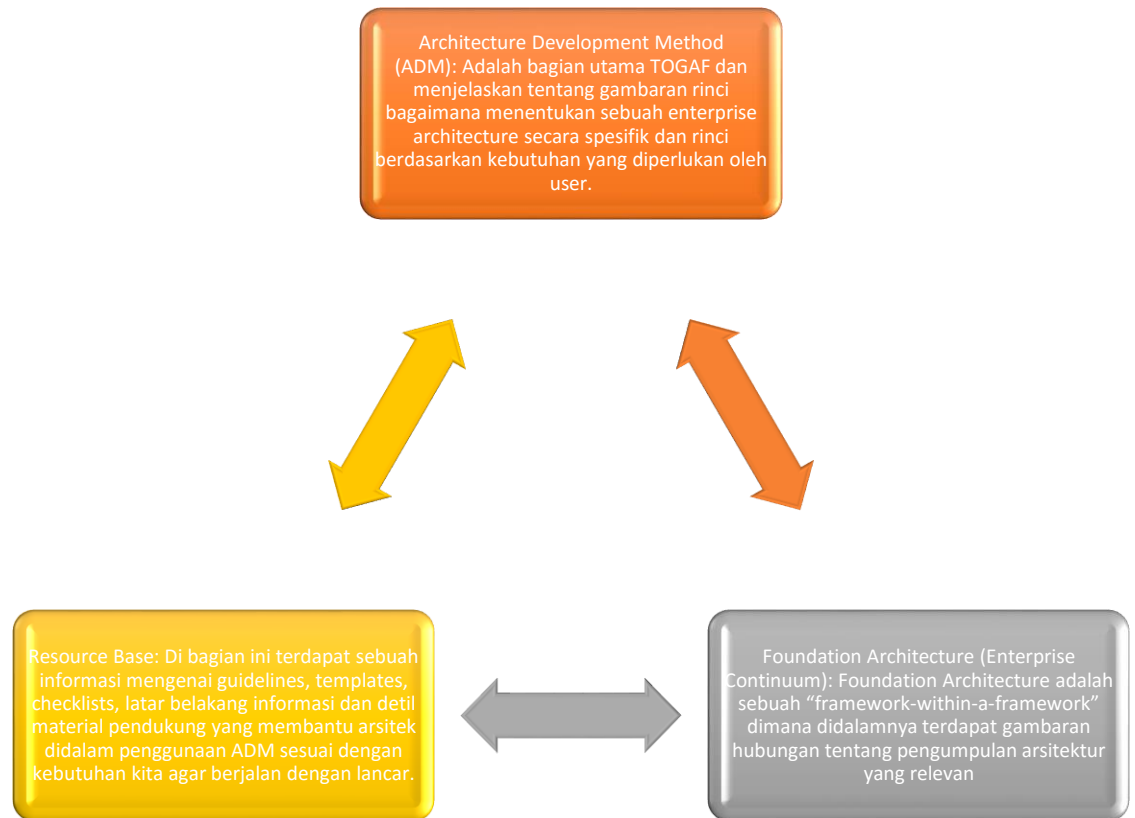 Architecture Development Method
(ADM): Adalah bagian utama TOGAF dan
menjelaskan tentang gambaran rinci
bagaimana menentukan sebuah enterprise
architecture secara spesifik dan rinci
berdasarkan kebutuhan yang diperlukan oleh
user.
Resource Base: Di bagian ini terdapat sebuah
informasi mengenai guidelines, templates,
checklists, latar belakang informasi dan detil
material pendukung yang membantu arsitek
didalam penggunaan ADM sesuai dengan
kebutuhan kita agar berjalan dengan lancar.
Foundation Architecture (Enterprise
Continuum): Foundation Architecture adalah
sebuah “framework-within-a-framework”
dimana didalamnya terdapat gambaran
hubungan tentang pengumpulan arsitektur
yang relevan